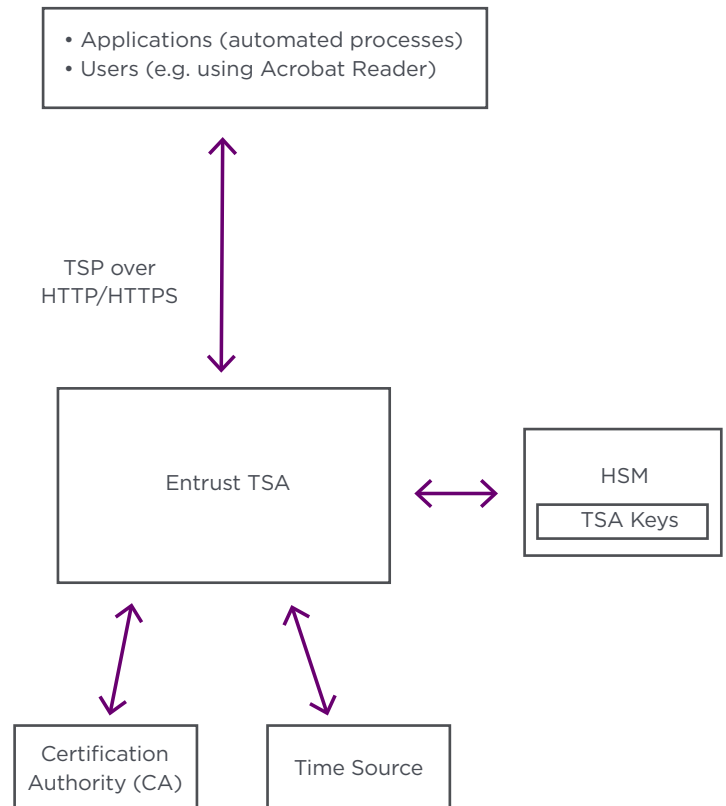 • Applications (automated processes)
• Users (e.g. using Acrobat Reader)
TSP over
HTTP/HTTPS
Entrust TSA
HSM
TSA Keys
Certification
Authority (CA)
Time Source